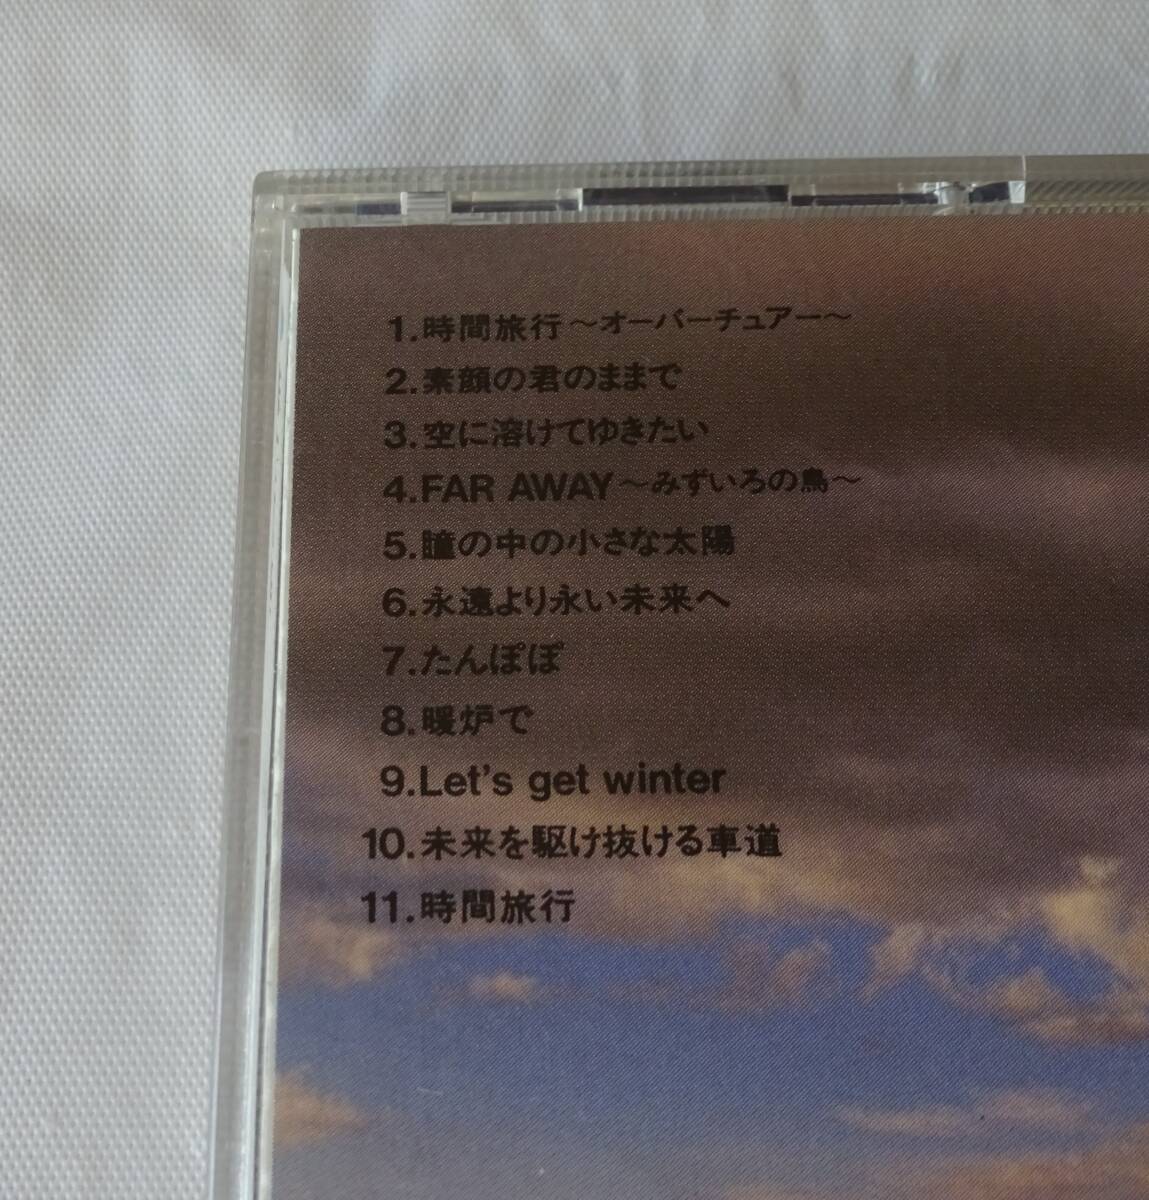 1.時間旅行～オーバーチュアー～
2.素顔の君のままで
3.空に溶けてゆきたい
4.FAR AWAY～みずいろの鳥～
5.瞳の中の小さな太陽
6.永遠より永い未来へ
7.たんぽぽ
8.暖炉で
9.Let's get winter
10.未来を駆け抜ける車道
11.時間旅行